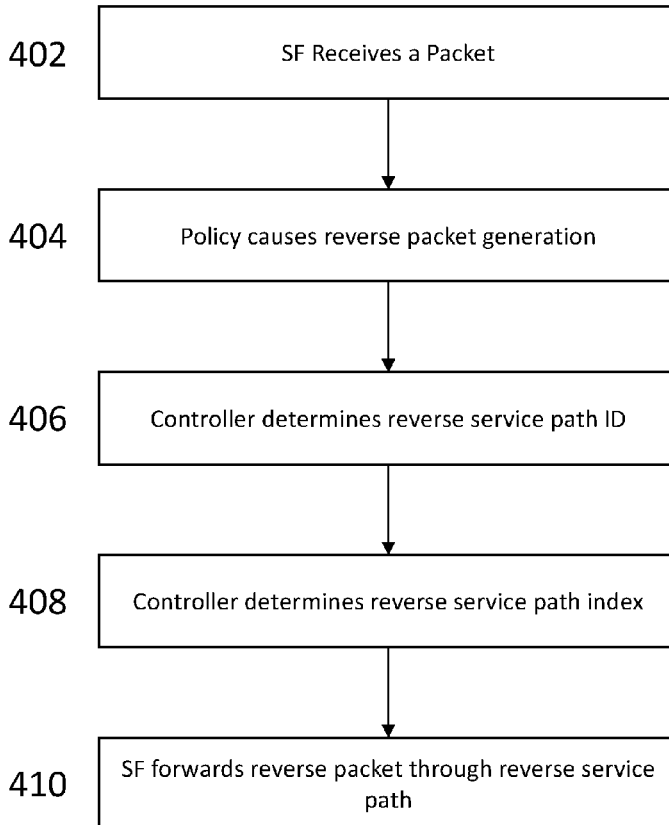 402
SF Receives a Packet
404
Policy causes reverse packet generation
406
Controller determines reverse service path ID
408
Controller determines reverse service path index
410
SF forwards reverse packet through reverse service
path